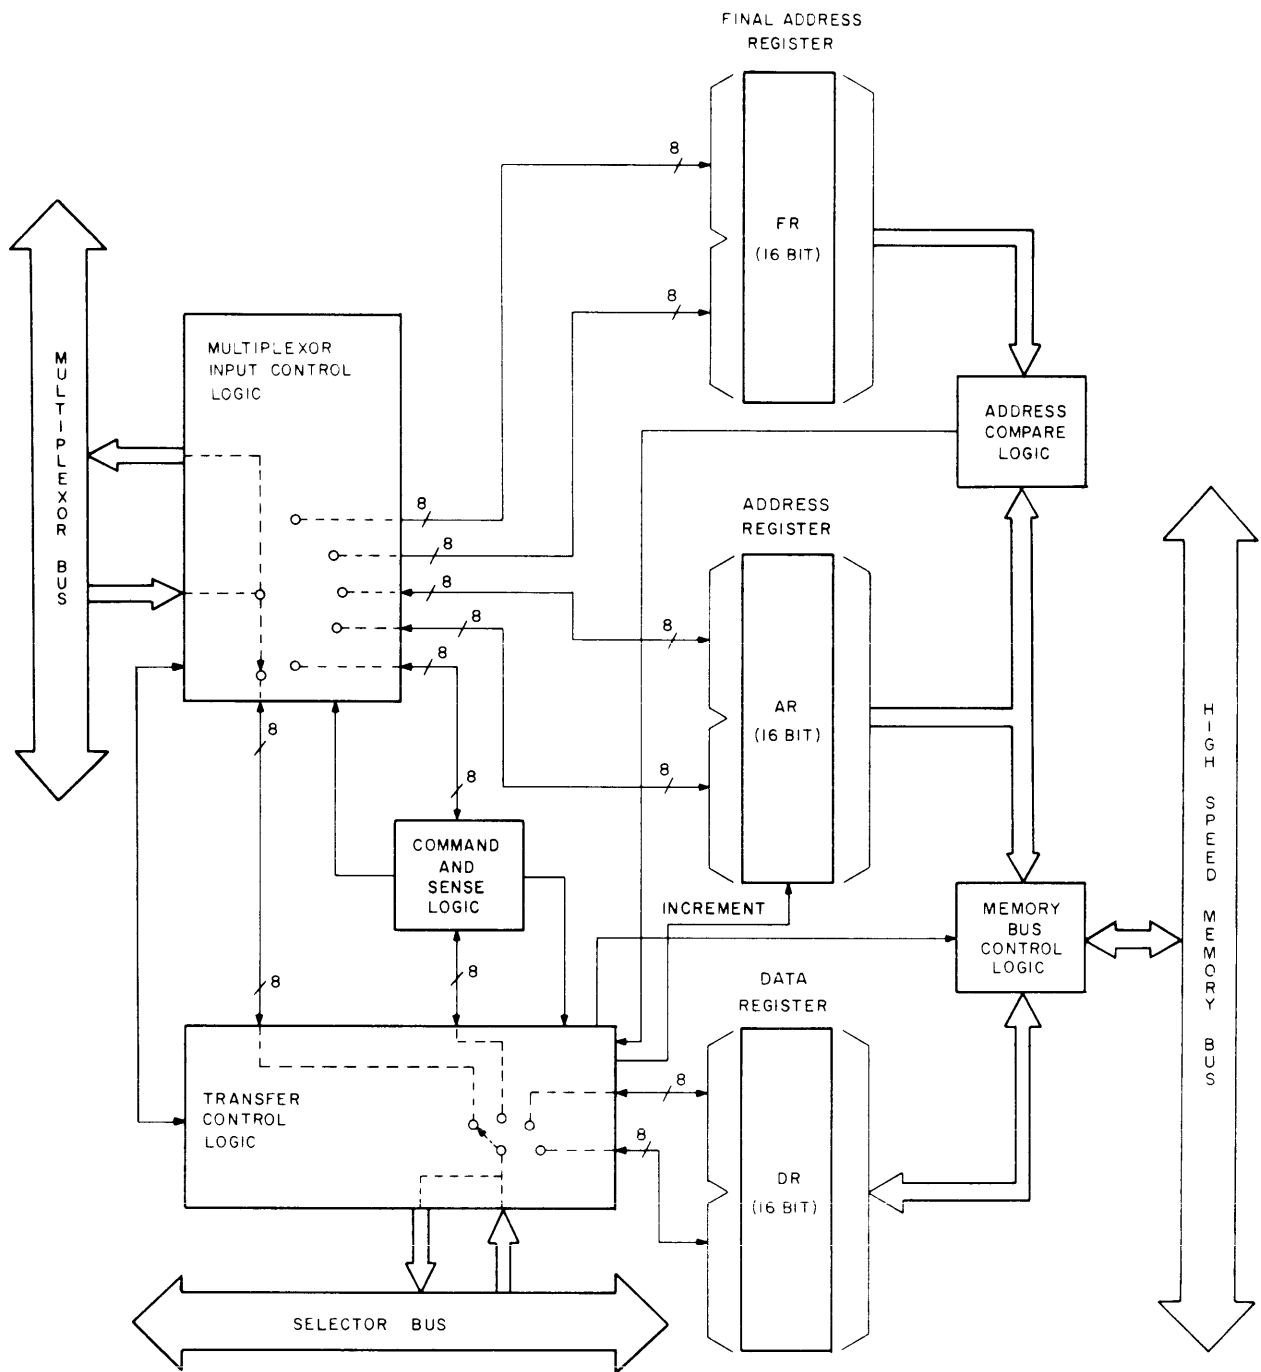 FINAL ADDRESS
REGISTER
8
FR
(16 BIT)
8
MULTIPLEXOR
INPUT CONTROL
LOGIC
MULTIPLEXOR BUS
ADDRESS
COMPARE
LOGIC
8
8
8
8
8
ADDRESS
REGISTER
8
AR
(16 BIT)
8
HIGH SPEED MEMORY BUS
8
8
COMMAND
AND
SENSE
LOGIC
INCREMENT
MEMORY
BUS
CONTROL
LOGIC
8
8
DATA
REGISTER
TRANSFER
CONTROL
LOGIC
8
8
DR
(16 BIT)
SELECTOR BUS